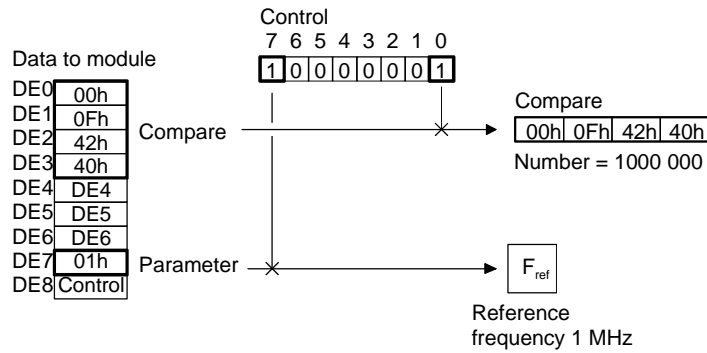 Control
7 6 5 4 3 2 1 0
1 0 0 0 0 0 0 1
Data to module
DE0 00h
DE1 0Fh
DE2 42h
DE3 40h
DE4 DE4
DE5 DE5
DE6 DE6
DE7 01h
DE8 Control
Compare
Parameter
Compare
00h 0Fh 42h 40h
Number = 1000 000
Fref
Reference
frequency 1 MHz